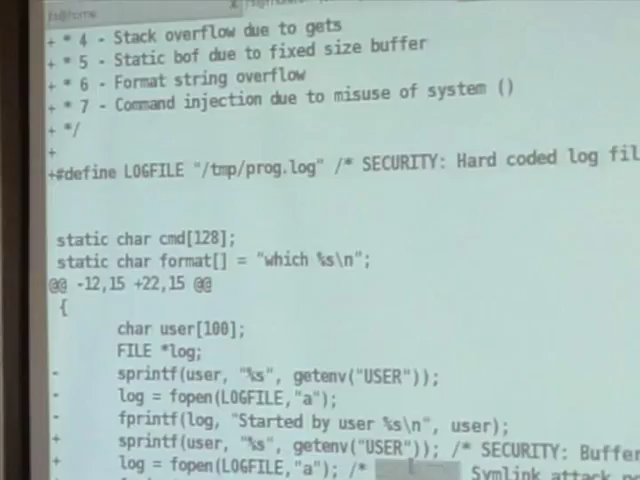 + * 4 - Stack overflow due to gets
+ * 5 - Static bof due to fixed size buffer
+ * 6 - Format string overflow
+ * 7 - Command injection due to misuse of system ()
+ */
+
+#define LOGFILE "/tmp/prog.log" /* SECURITY: Hard coded log fil
static char cmd[128];
static char format[] = "which %s\n";
@@ -12,15 +22,15 @@
{
char user[100];
FILE *log;
- sprintf(user, "%s", getenv("USER"));
- log = fopen(LOGFILE,"a");
- fprintf(log, "Started by user %s\n", user);
+ sprintf(user, "%s", getenv("USER")); /* SECURITY: Buffer
+ log = fopen(LOGFILE,"a"); /* Symlink attack